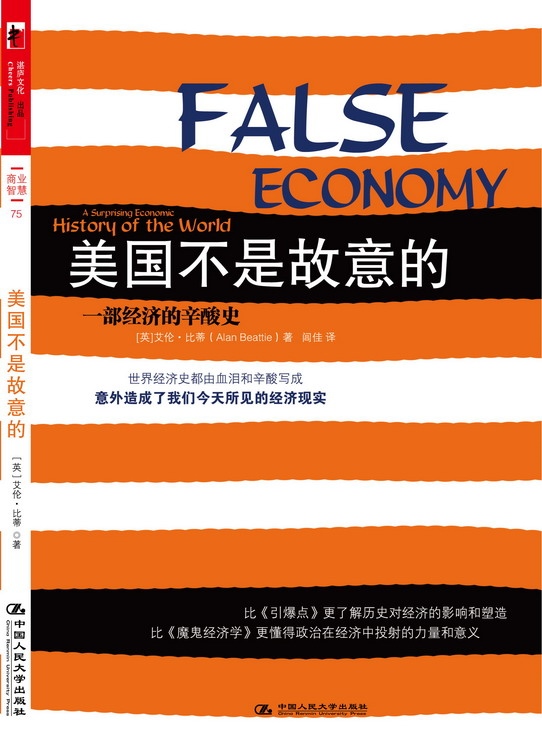 湛庐文化 出品
Cheers Publishing
商业
智慧
75
美国不是故意的
[英]艾伦·比蒂◎著
中国人民大学出版社
China Renmin University Press
FALSE
ECONOMY
A Surprising Economic
History of the World
美国不是故意的
一部经济的辛酸史
[英]艾伦·比蒂(Alan Beattie)著 闾佳 译
世界经济史都由血泪和辛酸写成
意外造成了我们今天所见的经济现实
比《引爆点》更了解历史对经济的影响和塑造
比《魔鬼经济学》更懂得政治在经济中投射的力量和意义
中国人民大学出版社
China Renmin University Press